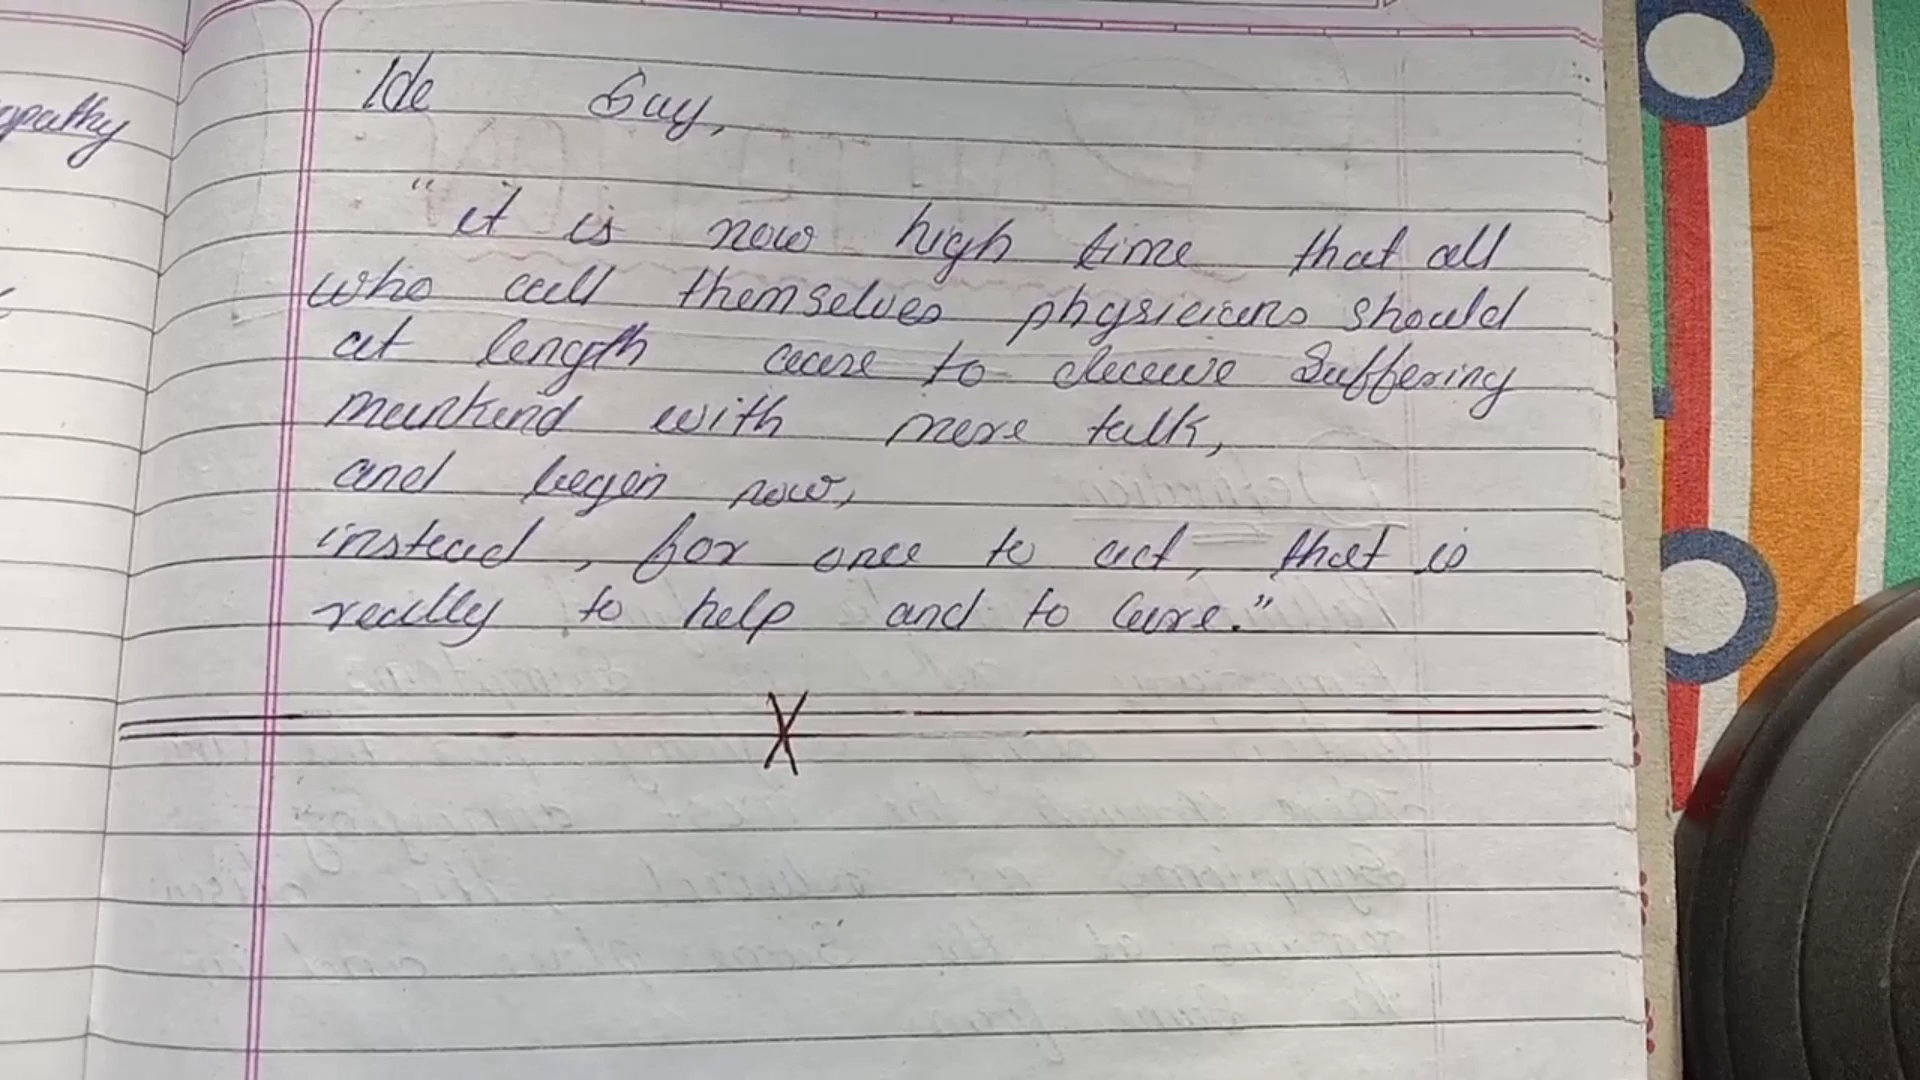 opathy
He Say,
"it is now high time that all
who call themselves physicians should
at length cease to deceive Suffering
mankind with mere talk,
and begin now,
instead, for once to act, that is
really to help and to Cure."
X